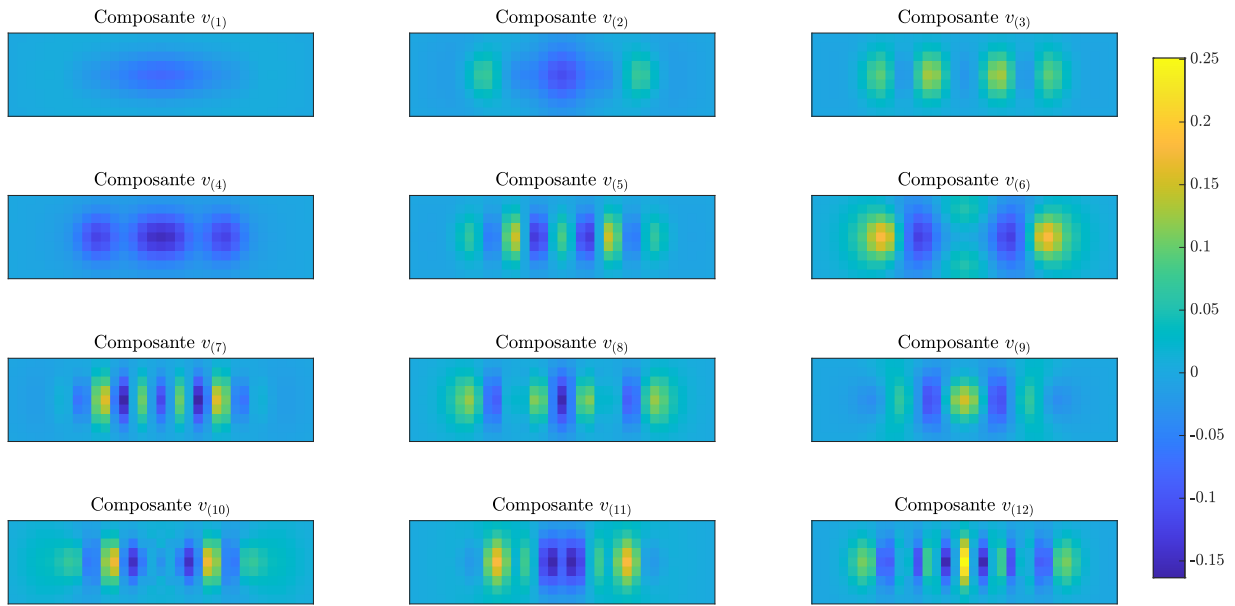 Composante v(1)
Composante v(2)
Composante v(3)
Composante v(4)
Composante v(5)
Composante v(6)
Composante v(7)
Composante v(8)
Composante v(9)
Composante v(10)
Composante v(11)
Composante v(12)
0.25
0.2
0.15
0.1
0.05
0
-0.05
-0.1
-0.15